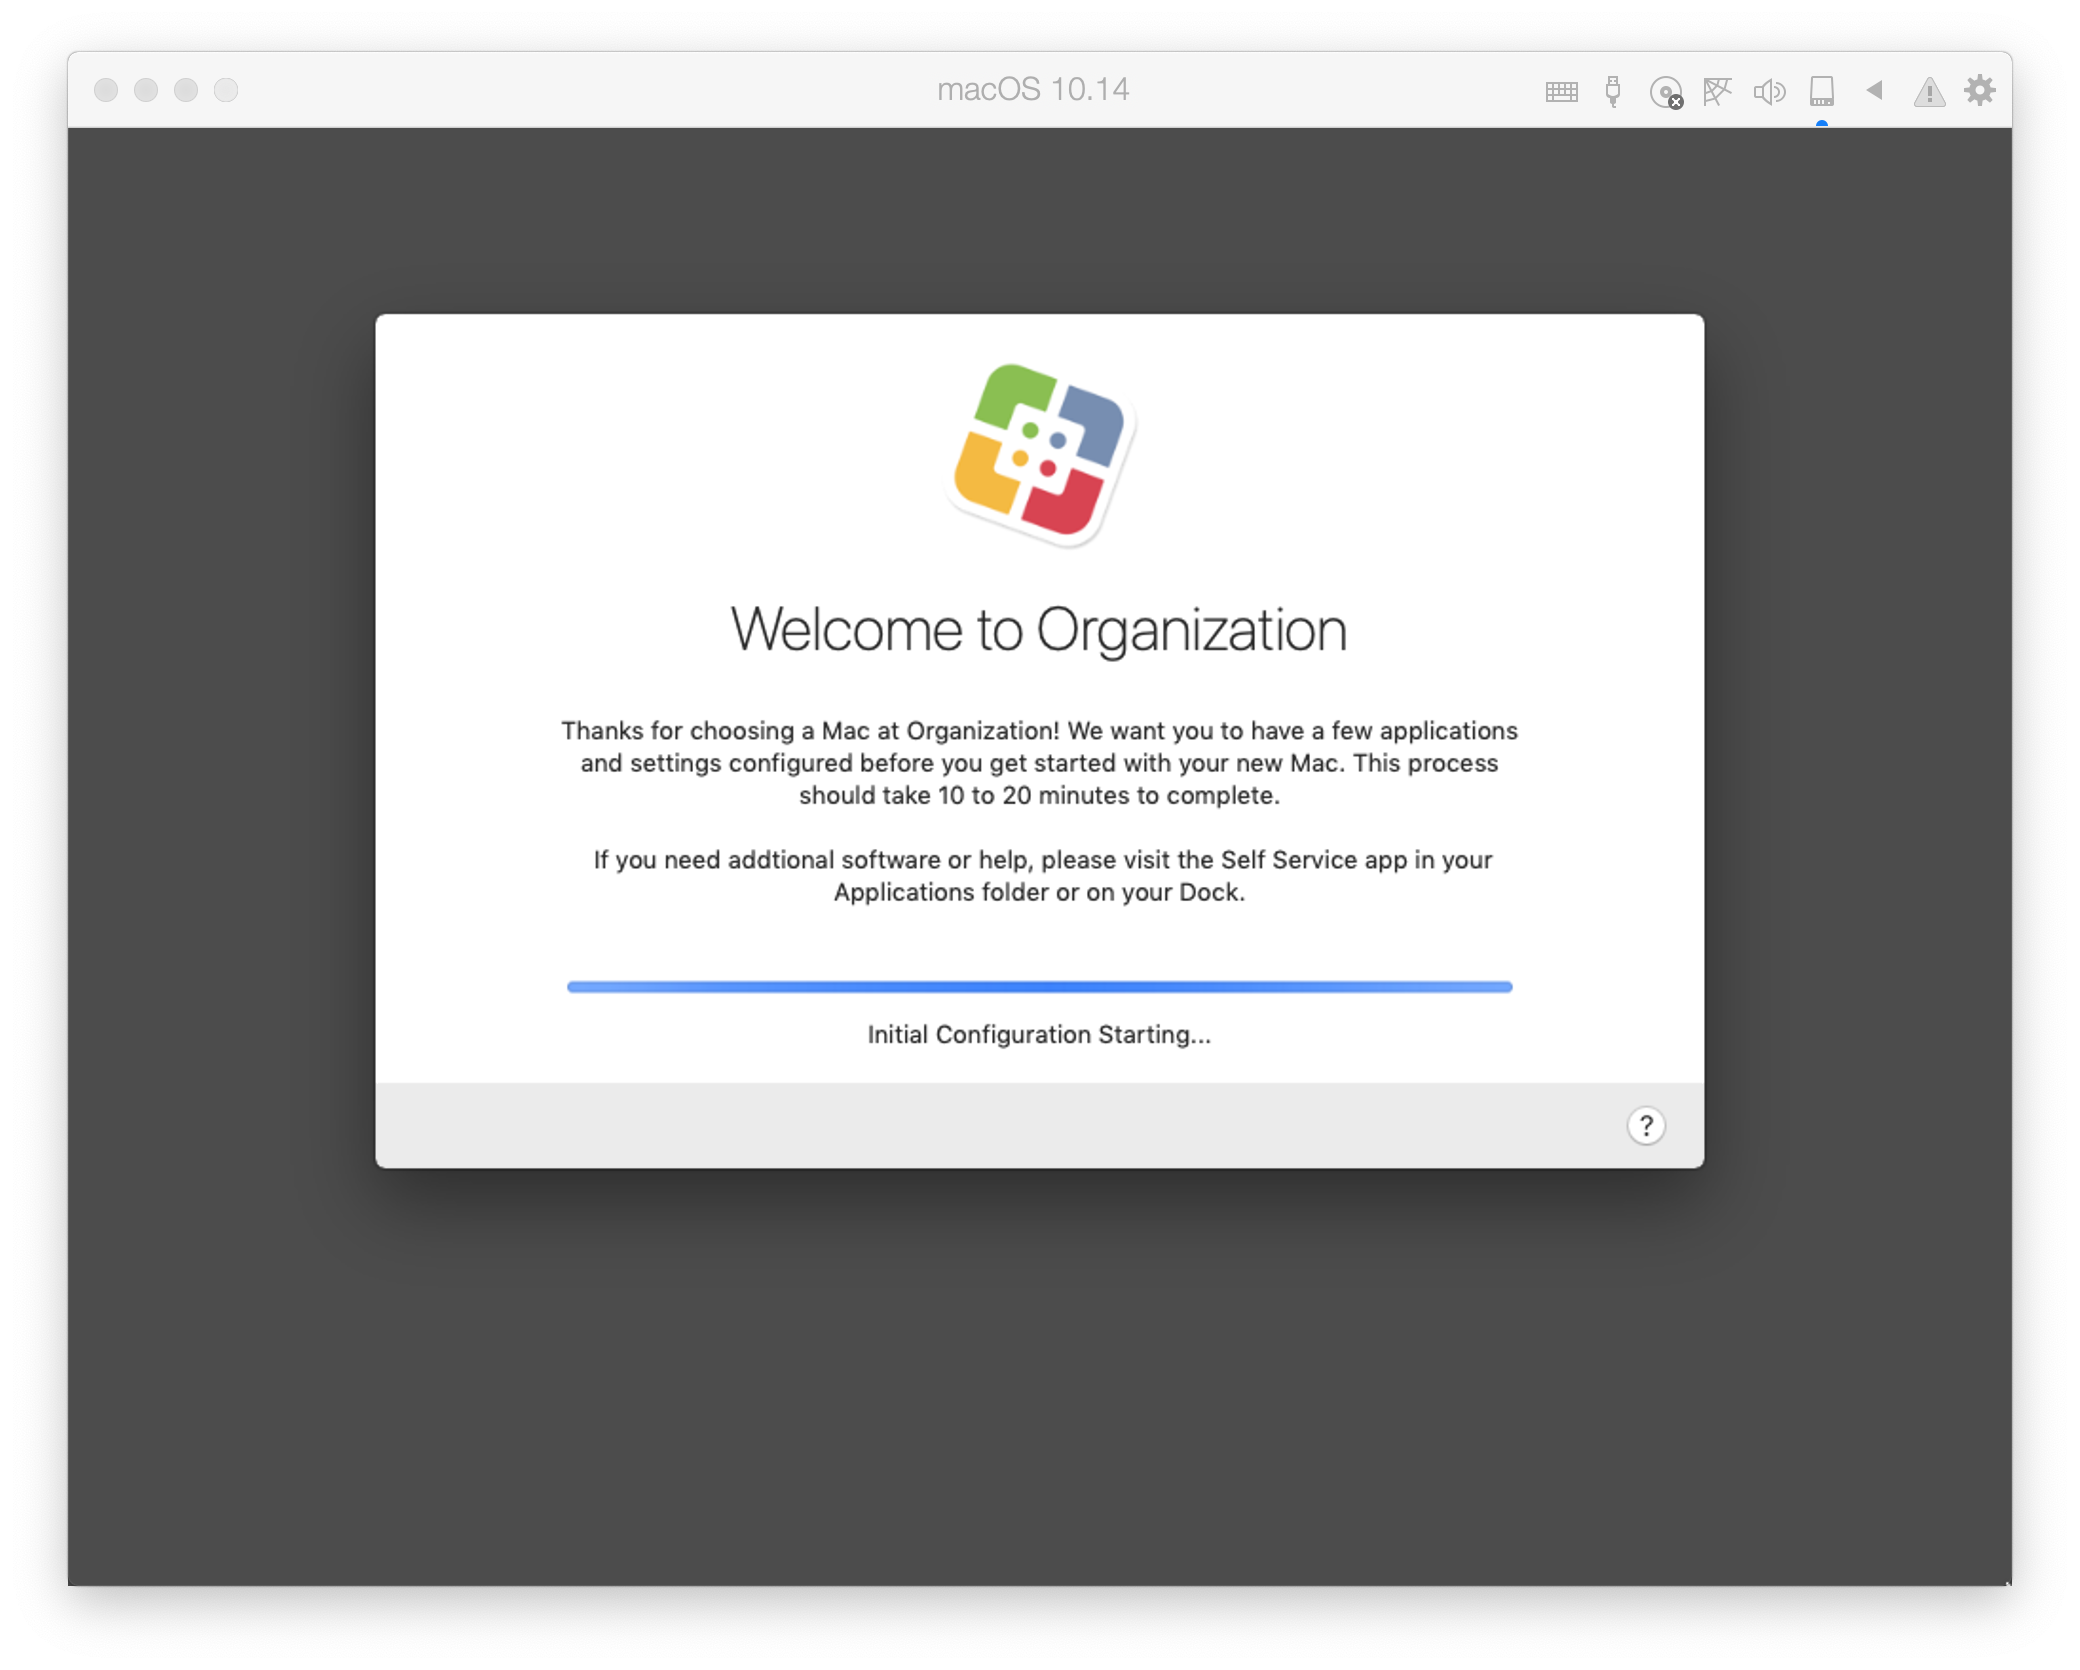 macOS 10.14
Welcome to Organization
Thanks for choosing a Mac at Organization! We want you to have a few applications
and settings configured before you get started with your new Mac. This process
should take 10 to 20 minutes to complete.
If you need addtional software or help, please visit the Self Service app in your
Applications folder or on your Dock.
Initial Configuration Starting...
?